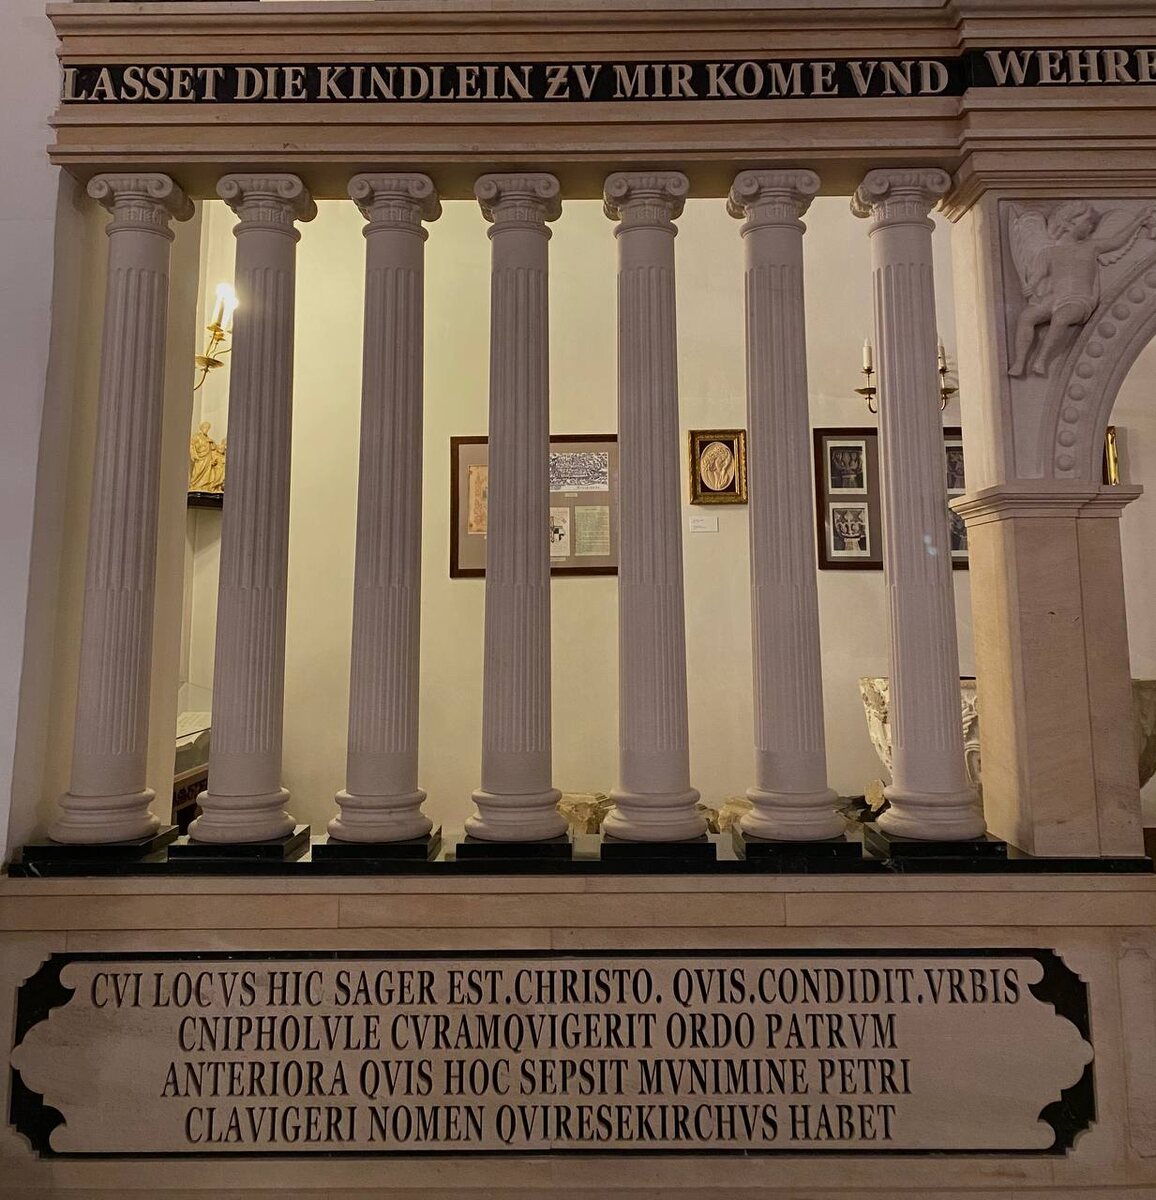 LASSET DIE KINDLEIN ZV MIR KOME VND WEHRE
CVI LOCVS HIC SAGER EST.CHRISTO. QVIS.CONDIDIT.VRBIS
CNIPHOLVLE CVRAMQVIGERIT ORDO PATRVM
ANTERIORA QVIS HOC SEPSIT MVNIMINE PETRI
CLAVIGERI NOMEN QVIRESEKIRCHVS HABET